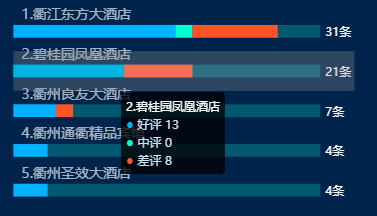 1.衢江东方大酒店
31条
2.碧桂园凤凰酒店
21条
3.衢州良友大酒店
7条
2.碧桂园凤凰酒店
好评 13
中评 0
差评 8
4.衢州通衢精品宾馆
4条
5.衢州圣效大酒店
4条